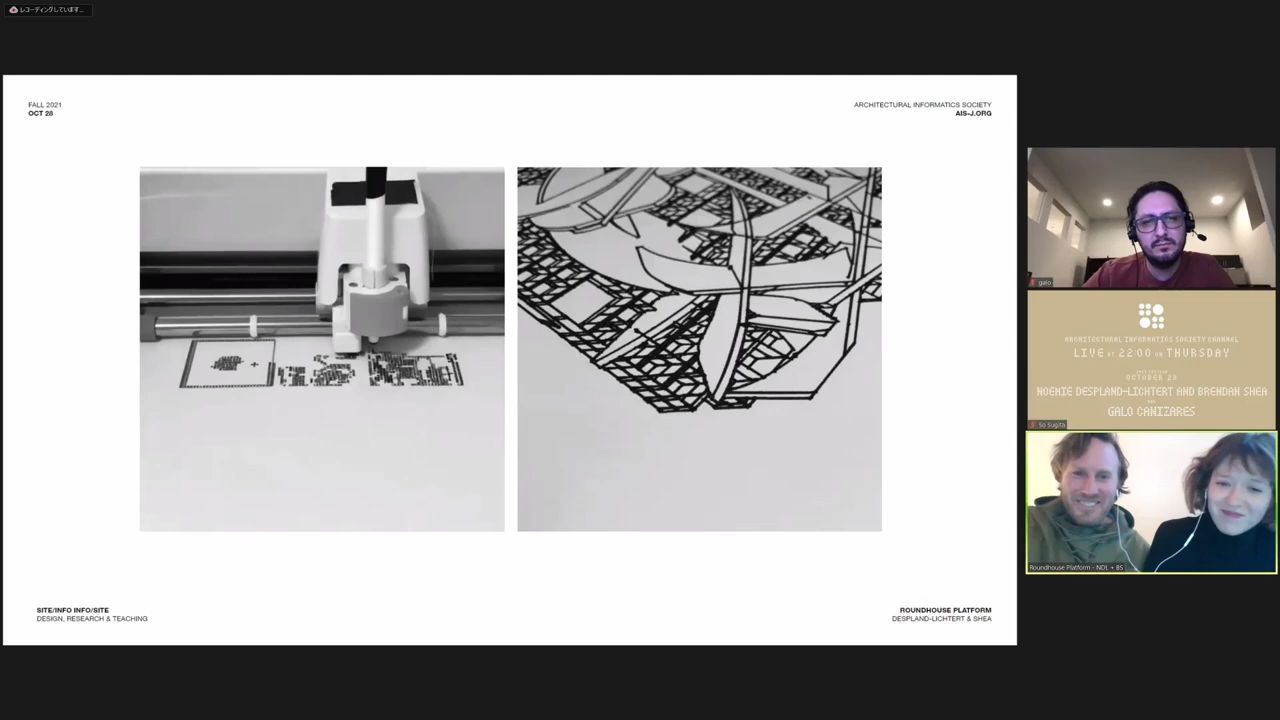 レコーディングしています...
FALL 2021
OCT 28
ARCHITECTURAL INFORMATICS SOCIETY
AIS-J.ORG
SITE/INFO INFO/SITE
DESIGN, RESEARCH & TEACHING
ROUNDHOUSE PLATFORM
DESPLAND-LICHTERT & SHEA
galo
ARCHITECTURAL INFORMATICS SOCIETY CHANNEL
LIVE AT 22:00 ON THURSDAY
OCTOBER 28
NOEMIE DESPLAND-LICHTERT AND BRENDAN SHEA
GALO CANIZARES
So Sugita
Roundhouse Platform - NDL + BS